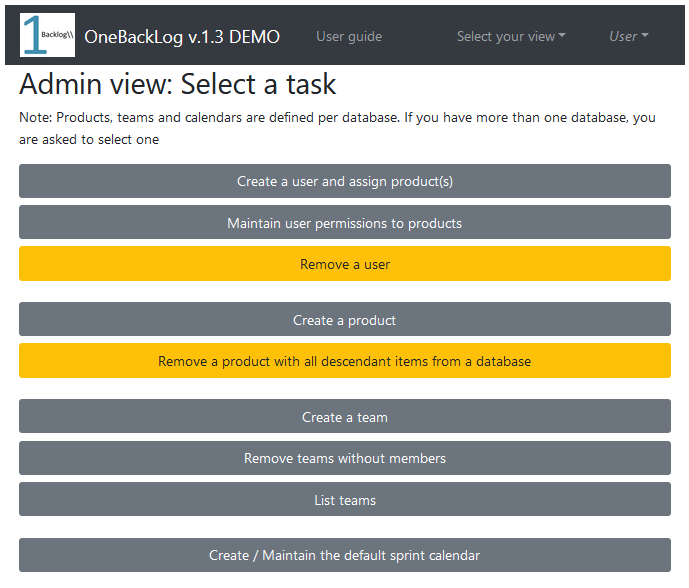 1 Backlog\\ OneBackLog v.1.3 DEMO User guide Select your view User
Admin view: Select a task
Note: Products, teams and calendars are defined per database. If you have more than one database, you
are asked to select one
Create a user and assign product(s)
Maintain user permissions to products
Remove a user
Create a product
Remove a product with all descendant items from a database
Create a team
Remove teams without members
List teams
Create / Maintain the default sprint calendar